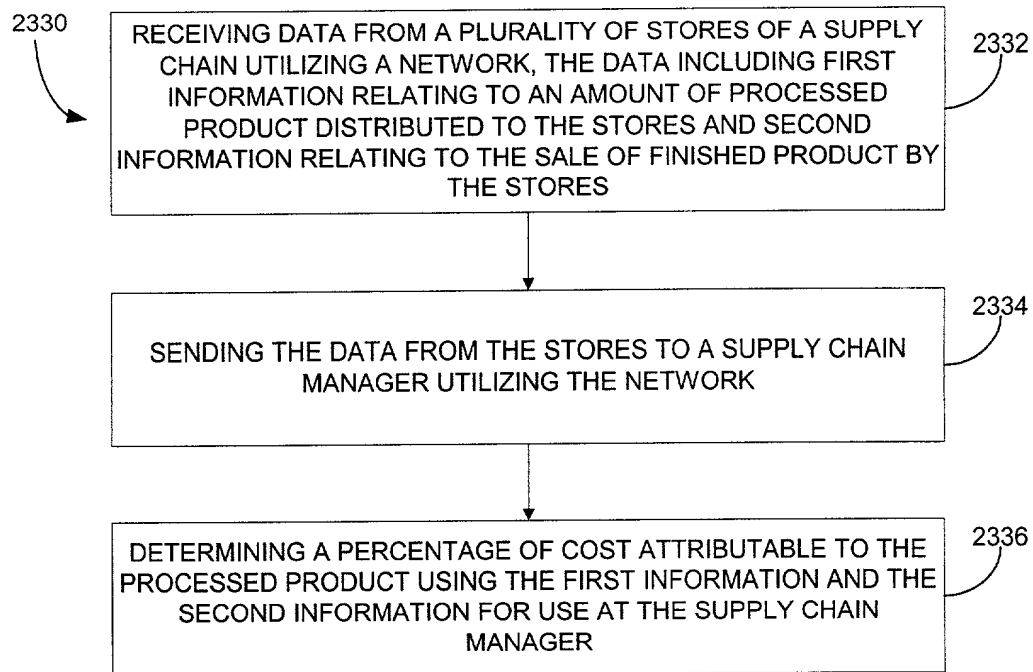 2330
RECEIVING DATA FROM A PLURALITY OF STORES OF A SUPPLY
CHAIN UTILIZING A NETWORK, THE DATA INCLUDING FIRST
INFORMATION RELATING TO AN AMOUNT OF PROCESSED
PRODUCT DISTRIBUTED TO THE STORES AND SECOND
INFORMATION RELATING TO THE SALE OF FINISHED PRODUCT BY
THE STORES
2332
SENDING THE DATA FROM THE STORES TO A SUPPLY CHAIN
MANAGER UTILIZING THE NETWORK
2334
DETERMINING A PERCENTAGE OF COST ATTRIBUTABLE TO THE
PROCESSED PRODUCT USING THE FIRST INFORMATION AND THE
SECOND INFORMATION FOR USE AT THE SUPPLY CHAIN
MANAGER
2336